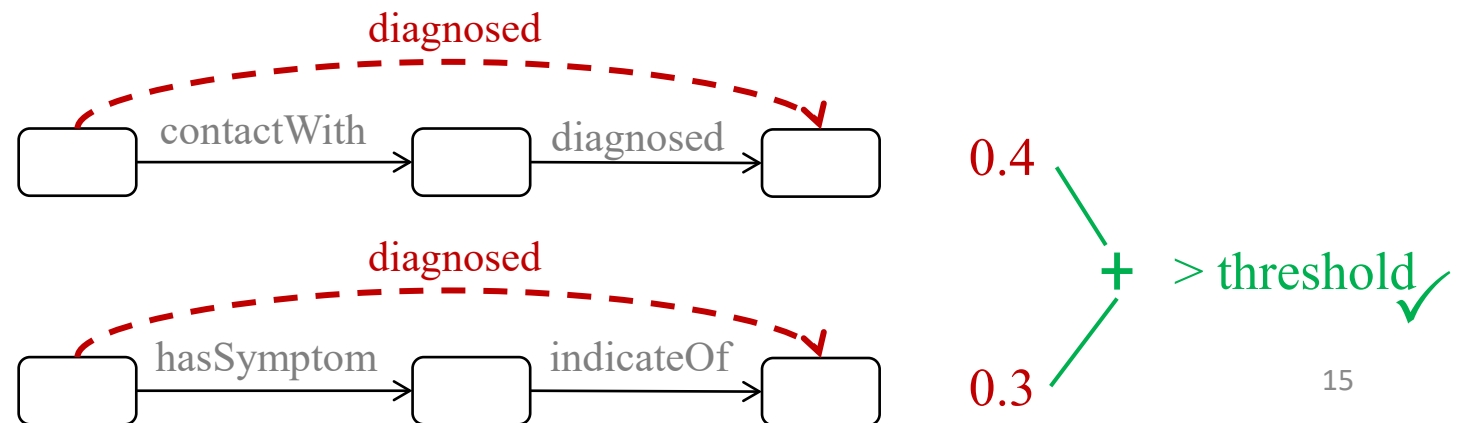 diagnosed
contactWith
diagnosed
0.4
diagnosed
+ > threshold✓
hasSymptom
indicateOf
0.3
15